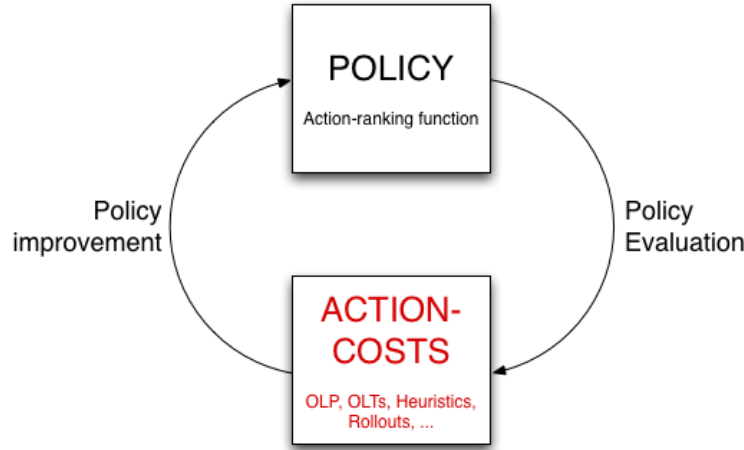 POLICY
Action-ranking function
Policy
improvement
Policy
Evaluation
ACTION-
COSTS
OLP, OLTs, Heuristics,
Rollouts, ...